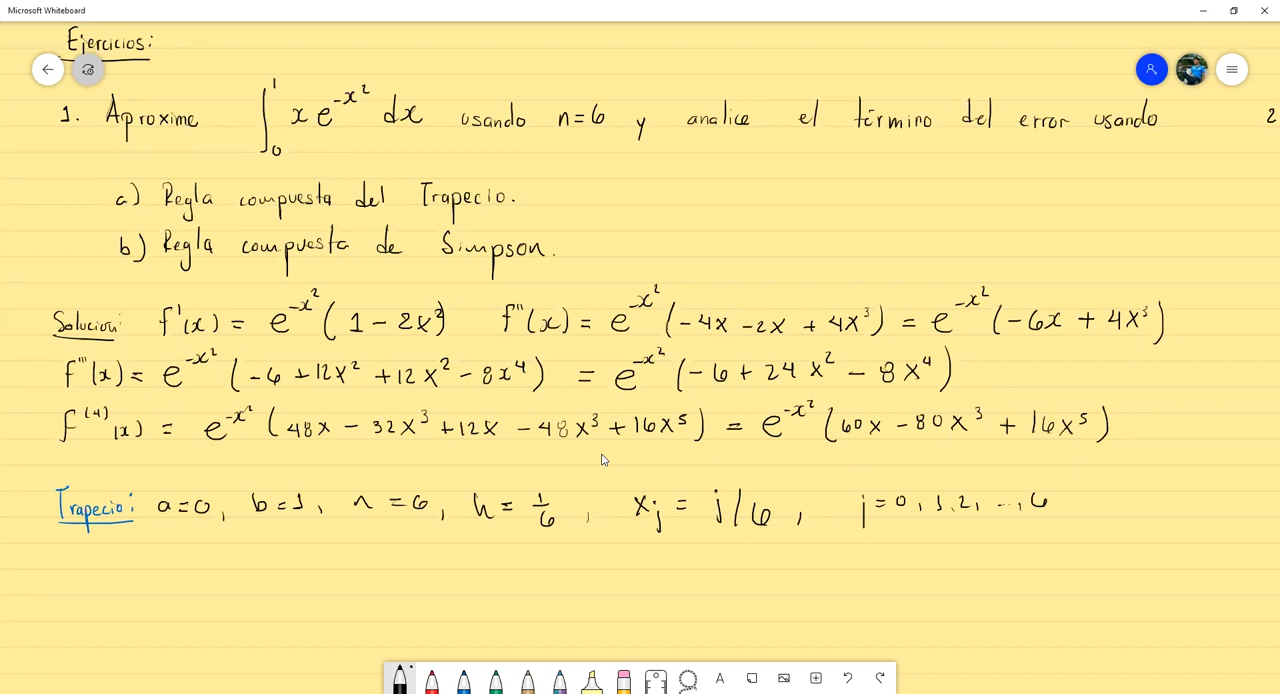 Microsoft Whiteboard
Ejercicios:
1. Aproxime ∫₀¹ x e^{-x²} dx usando n=6 y analice el término del error usando 2
a) Regla compuesta del Trapecio.
b) Regla compuesta de Simpson.
Solucion: f'(x) = e^{-x²} (1 - 2x²) f''(x) = e^{-x²} (-4x - 2x + 4x³) = e^{-x²} (-6x + 4x³)
f'''(x) = e^{-x²} (-6 + 12x² + 12x² - 8x⁴) = e^{-x²} (-6 + 24x² - 8x⁴)
f^{(4)}(x) = e^{-x²} (48x - 32x³ + 12x - 48x³ + 16x⁵) = e^{-x²} (60x - 80x³ + 16x⁵)
Trapecio: a=0, b=1, n=6, h=1/6, x_j = j/6, j=0,1,2,...,6
A